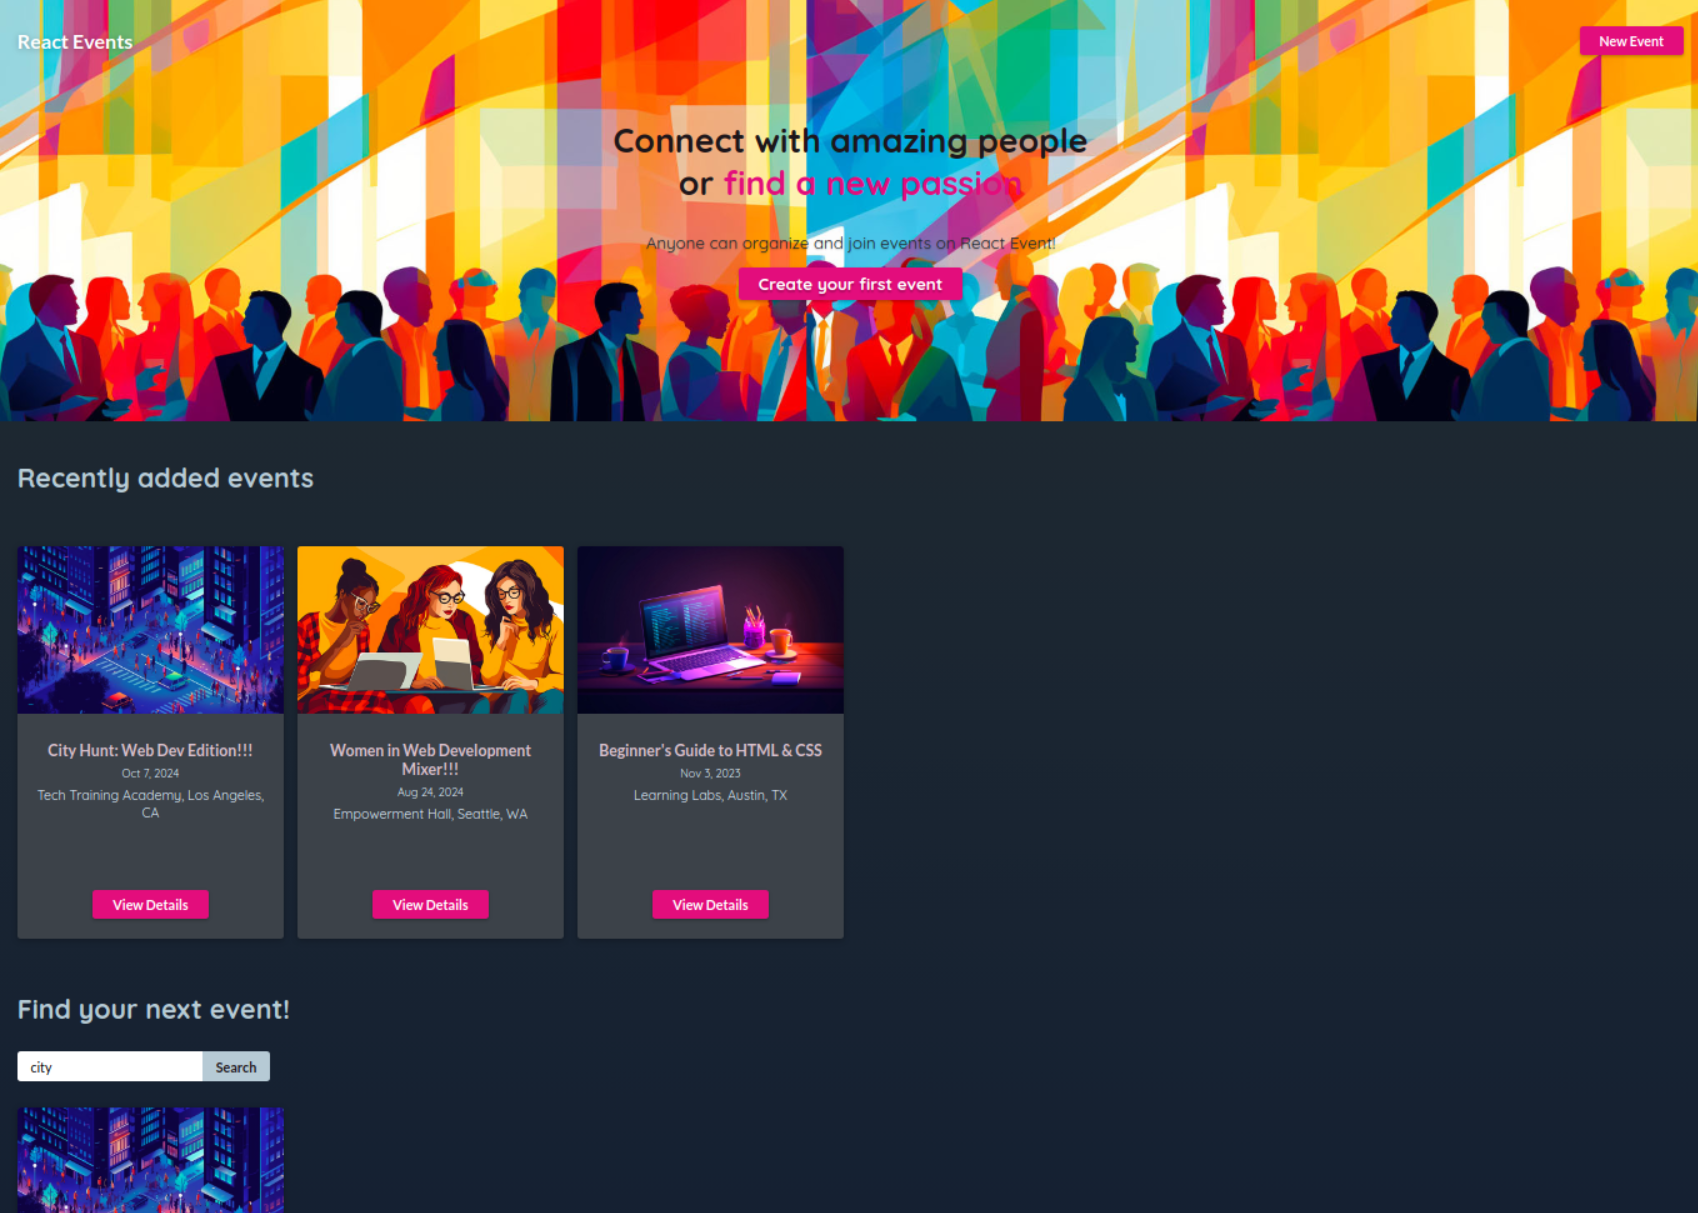 React Events
New Event
Connect with amazing people
or find a new passion
Anyone can organize and join events on React Event!
Create your first event
Recently added events
City Hunt: Web Dev Edition!!!
Oct 7, 2024
Tech Training Academy, Los Angeles,
CA
View Details
Women in Web Development
Mixer!!!
Aug 24, 2024
Empowerment Hall, Seattle, WA
View Details
Beginner's Guide to HTML & CSS
Nov 3, 2023
Learning Labs, Austin, TX
View Details
Find your next event!
city
Search